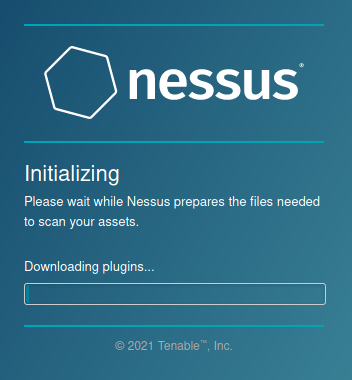 nessus®
Initializing
Please wait while Nessus prepares the files needed
to scan your assets.
Downloading plugins...
© 2021 Tenable™, Inc.